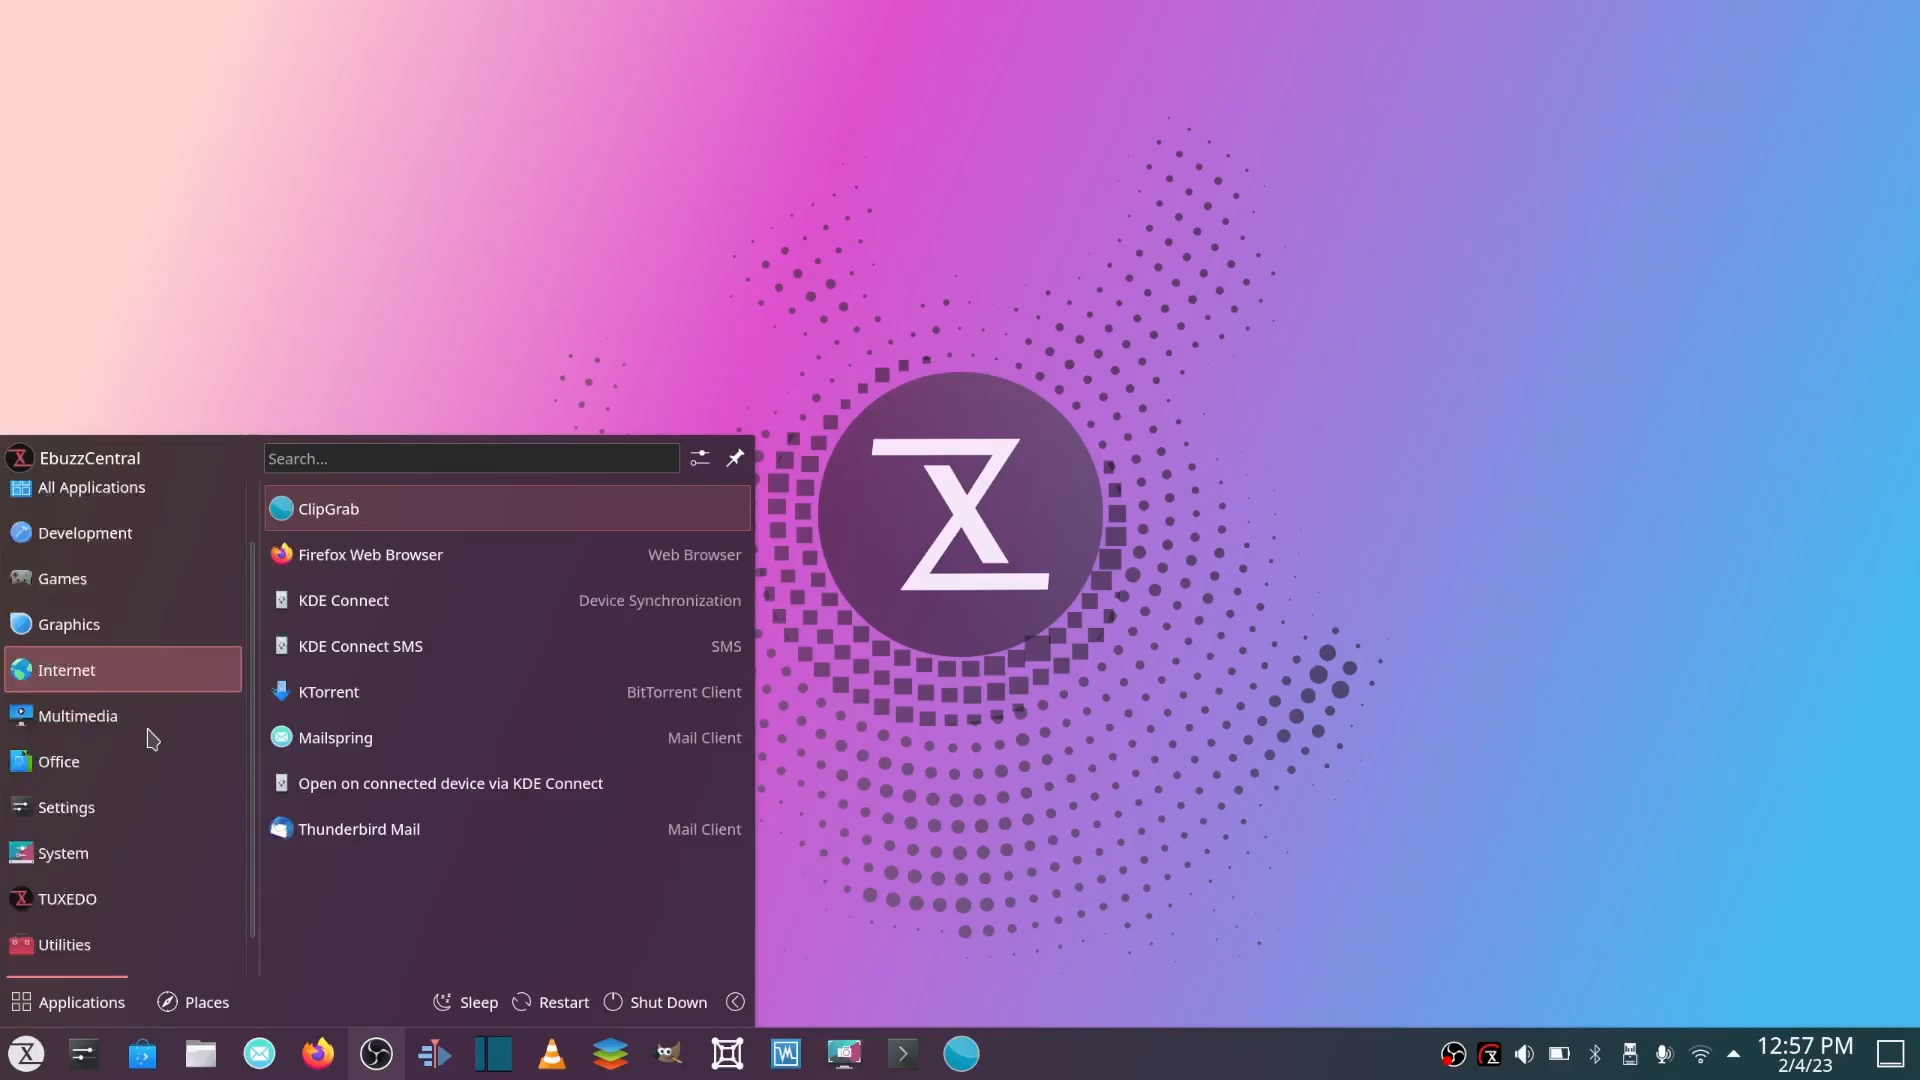 EbuzzCentral
Search...
All Applications
Development
Games
Graphics
Internet
Multimedia
Office
Settings
System
TUXEDO
Utilities
ClipGrab
Firefox Web Browser Web Browser
KDE Connect Device Synchronization
KDE Connect SMS SMS
KTorrent BitTorrent Client
Mailspring Mail Client
Open on connected device via KDE Connect
Thunderbird Mail Mail Client
Applications Places Sleep Restart Shut Down
12:57 PM
2/4/23